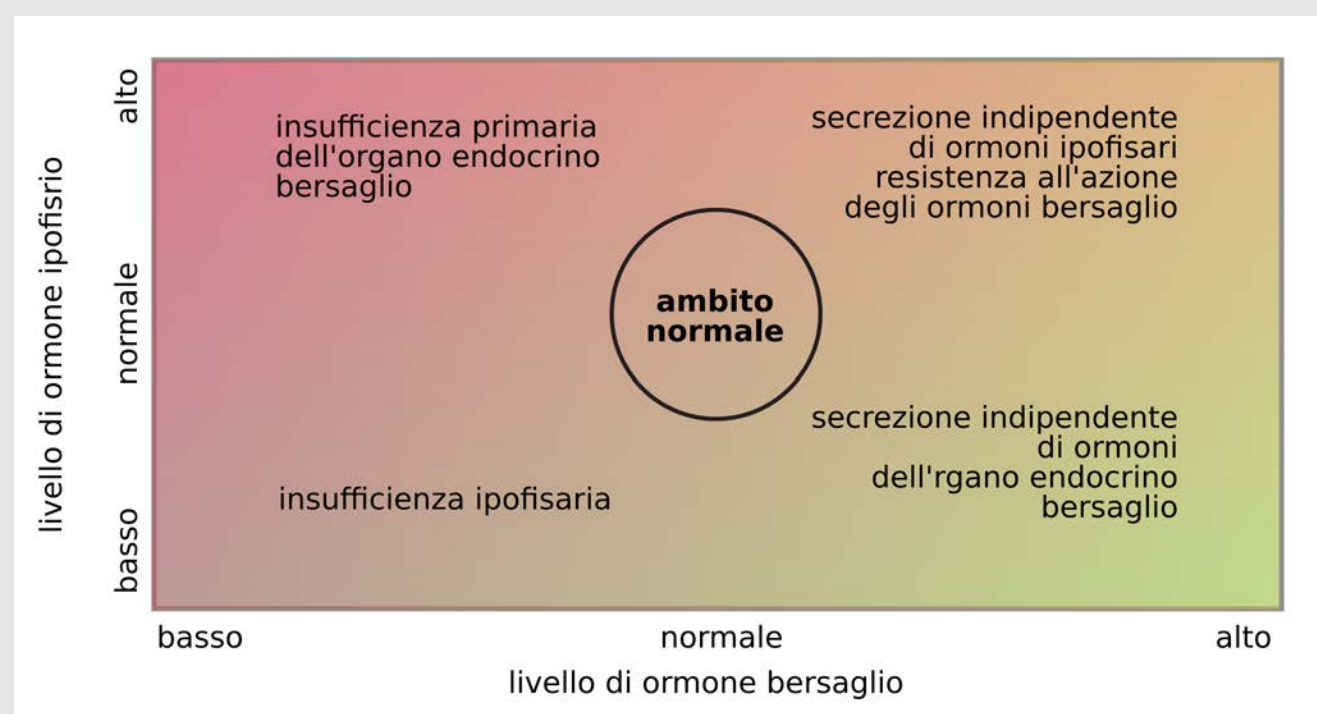 alto
normale
basso
livello di ormone ipofisrio
insufficienza primaria
dell'organo endocrino
bersaglio
secrezione indipendente
di ormoni ipofisari
resistenza all'azione
degli ormoni bersaglio
ambito
normale
insufficienza ipofisaria
secrezione indipendente
di ormoni
dell'rgano endocrino
bersaglio
basso
normale
alto
livello di ormone bersaglio